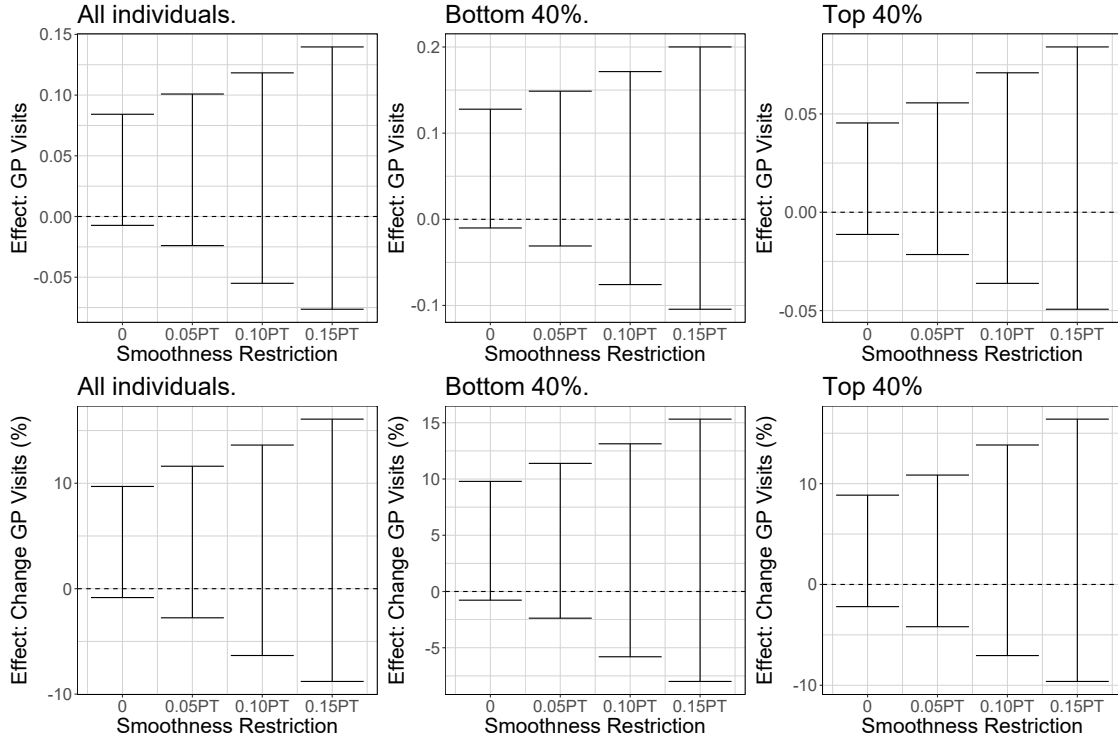 All individuals.
Effect: GP Visits
0.15
0.10
0.05
0.00
-0.05
0 0.05PT 0.10PT 0.15PT
Smoothness Restriction
Bottom 40%.
Effect: GP Visits
0.2
0.1
0.0
-0.1
0 0.05PT 0.10PT 0.15PT
Smoothness Restriction
Top 40%
Effect: GP Visits
0.05
0.00
-0.05
0 0.05PT 0.10PT 0.15PT
Smoothness Restriction
All individuals.
Effect: Change GP Visits (%)
10
0
-10
0 0.05PT 0.10PT 0.15PT
Smoothness Restriction
Bottom 40%.
Effect: Change GP Visits (%)
15
10
5
0
-5
0 0.05PT 0.10PT 0.15PT
Smoothness Restriction
Top 40%
Effect: Change GP Visits (%)
10
0
-10
0 0.05PT 0.10PT 0.15PT
Smoothness Restriction